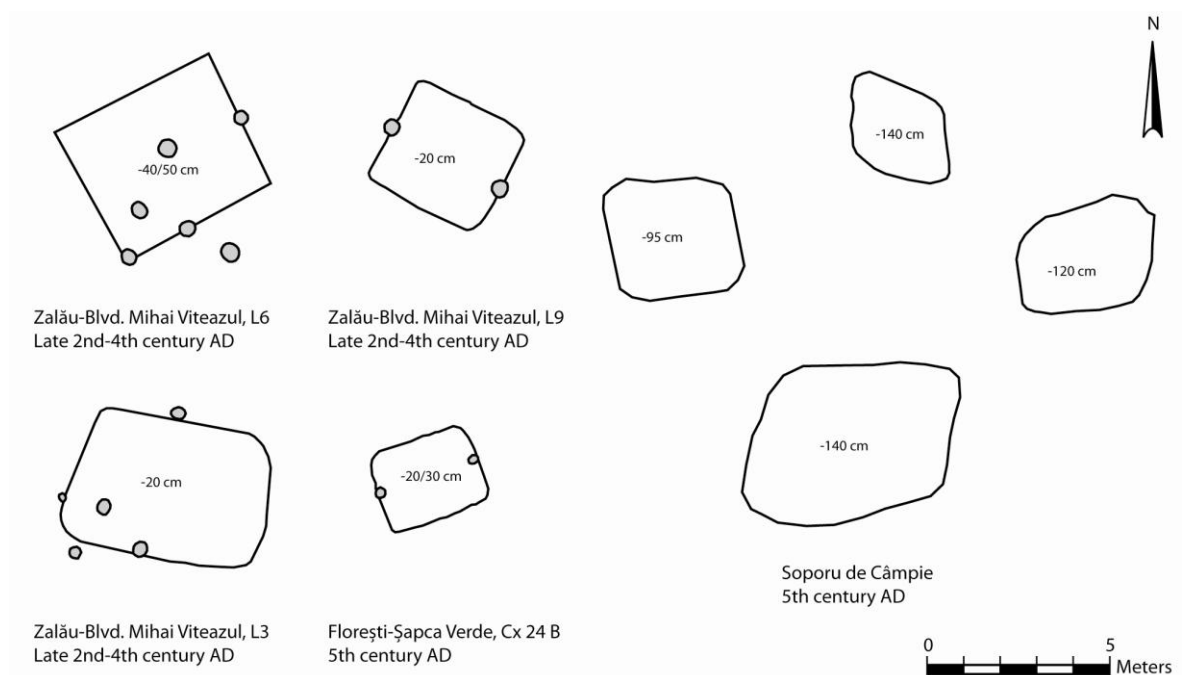 N
-40/50 cm
-20 cm
-140 cm
-95 cm
-120 cm
Zalău-Blvd. Mihai Viteazul, L6
Late 2nd-4th century AD
Zalău-Blvd. Mihai Viteazul, L9
Late 2nd-4th century AD
-20 cm
-20/30 cm
-140 cm
Zalău-Blvd. Mihai Viteazul, L3
Late 2nd-4th century AD
Florești-Șapca Verde, Cx 24 B
5th century AD
Soporu de Câmpie
5th century AD
0 5
Meters